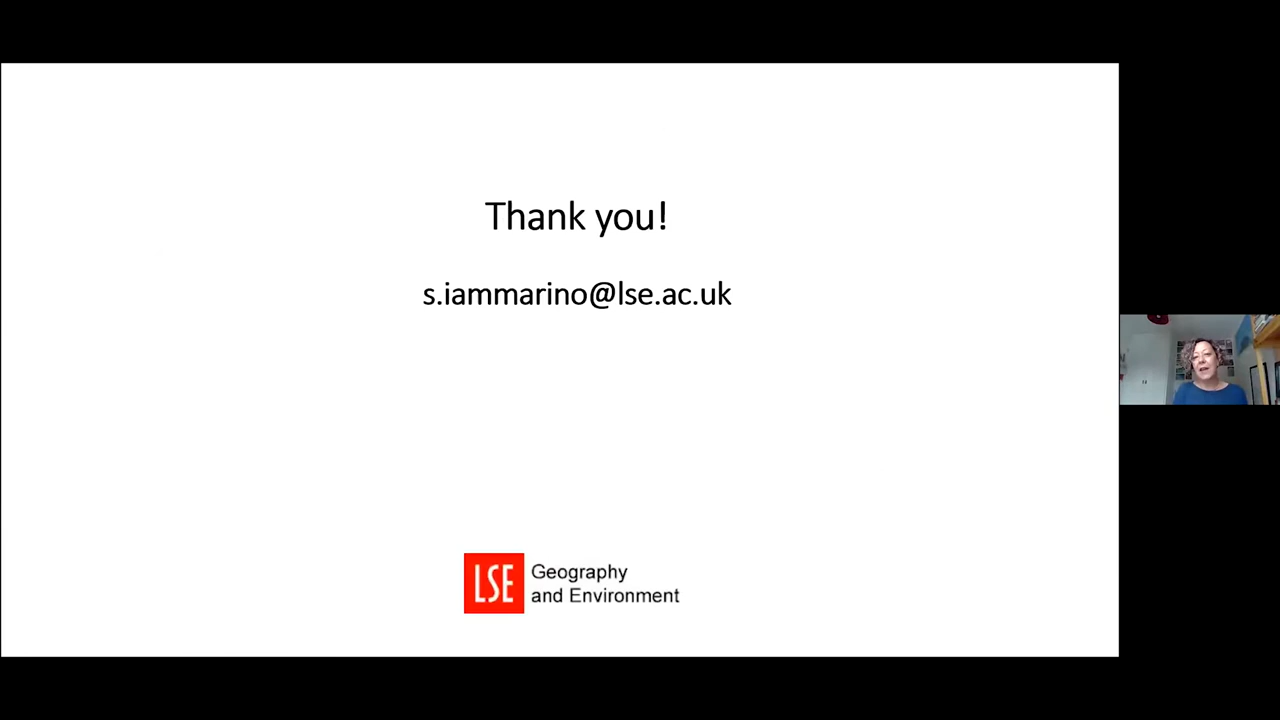 Thank you!
s.iammarino@lse.ac.uk
LSE
Geography
and Environment